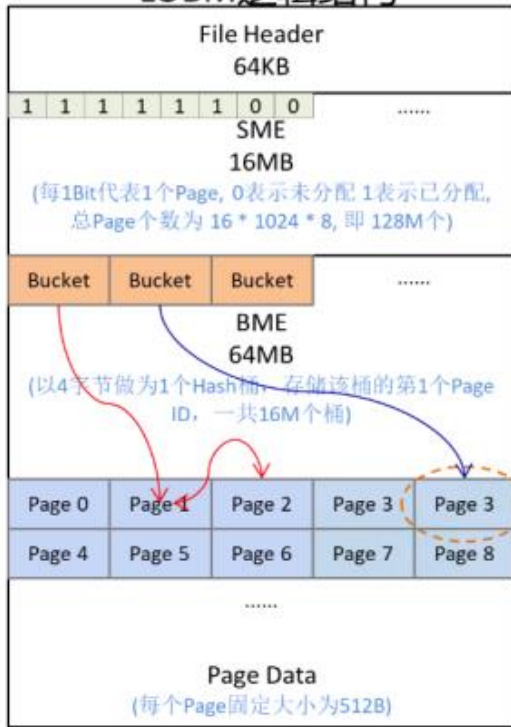 File Header
64KB
1 1 1 1 1 1 0 0 ......
SME
16MB
(每1Bit代表1个Page, 0表示未分配 1表示已分配,
总Page个数为 16 * 1024 * 8, 即 128M个)
Bucket Bucket Bucket ......
BME
64MB
(以4字节做为1个Hash桶, 存储该桶的第1个Page
ID, 一共16M个桶)
Page 0 Page 1 Page 2 Page 3 Page 3
Page 4 Page 5 Page 6 Page 7 Page 8
......
Page Data
(每个Page固定大小为512B)